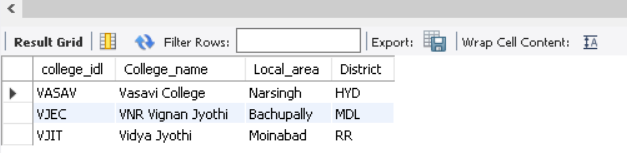 Result Grid Filter Rows: Export: Wrap Cell Content: IA
college_idl College_name Local_area District
VASAV Vasavi College Narsingh HYD
VJEC VNR Vignan Jyothi Bachupally MDL
VJIT Vidya Jyothi Moinabad RR